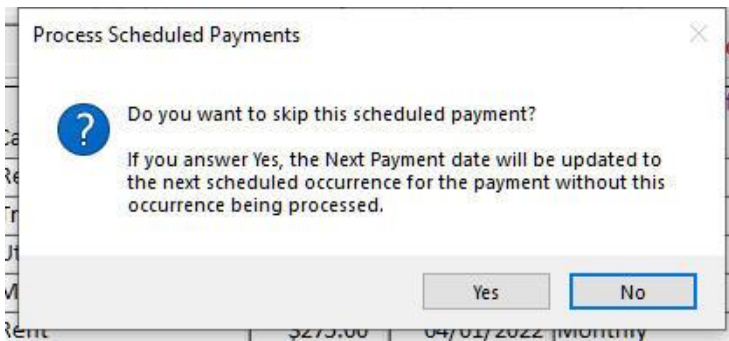 Process Scheduled Payments
Do you want to skip this scheduled payment?
If you answer Yes, the Next Payment date will be updated to
the next scheduled occurrence for the payment without this
occurrence being processed.
Yes No
Rent $275.00 04/01/2022 Monthly